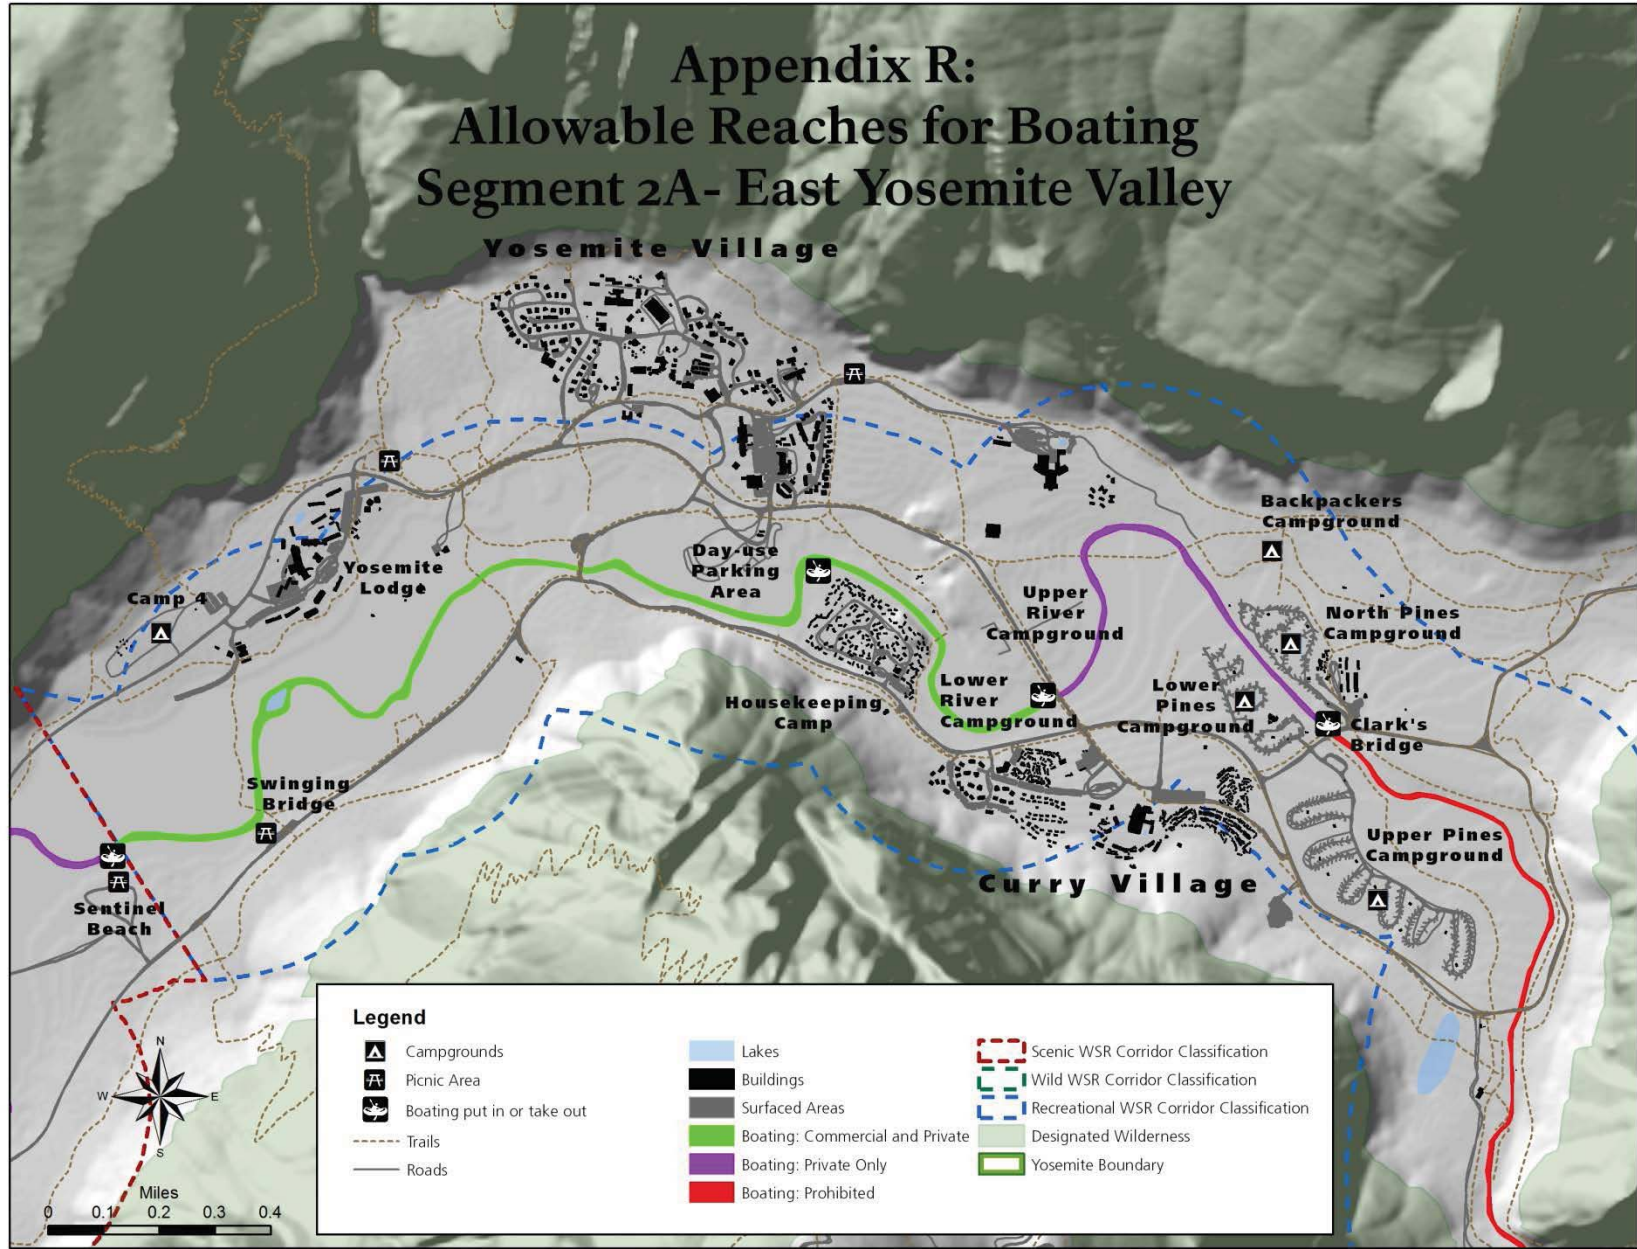 Appendix R:
Allowable Reaches for Boating
Segment 2A- East Yosemite Valley
Yosemite Village
Backpackers
Campground
Day-use
Parking
Area
Yosemite
Lodge
Camp 4
Upper
River
Campground
North Pines
Campground
Lower
River
Campground
Lower
Pines
Campground
Housekeeping
Camp
Clark's
Bridge
Swinging
Bridge
Upper Pines
Campground
Curry Village
Sentinel
Beach
Legend
Campgrounds
Picnic Area
Boating put in or take out
Trails
Roads
Lakes
Buildings
Surfaced Areas
Boating: Commercial and Private
Boating: Private Only
Boating: Prohibited
Scenic WSR Corridor Classification
Wild WSR Corridor Classification
Recreational WSR Corridor Classification
Designated Wilderness
Yosemite Boundary
N
W E
S
Miles
0 0.1 0.2 0.3 0.4